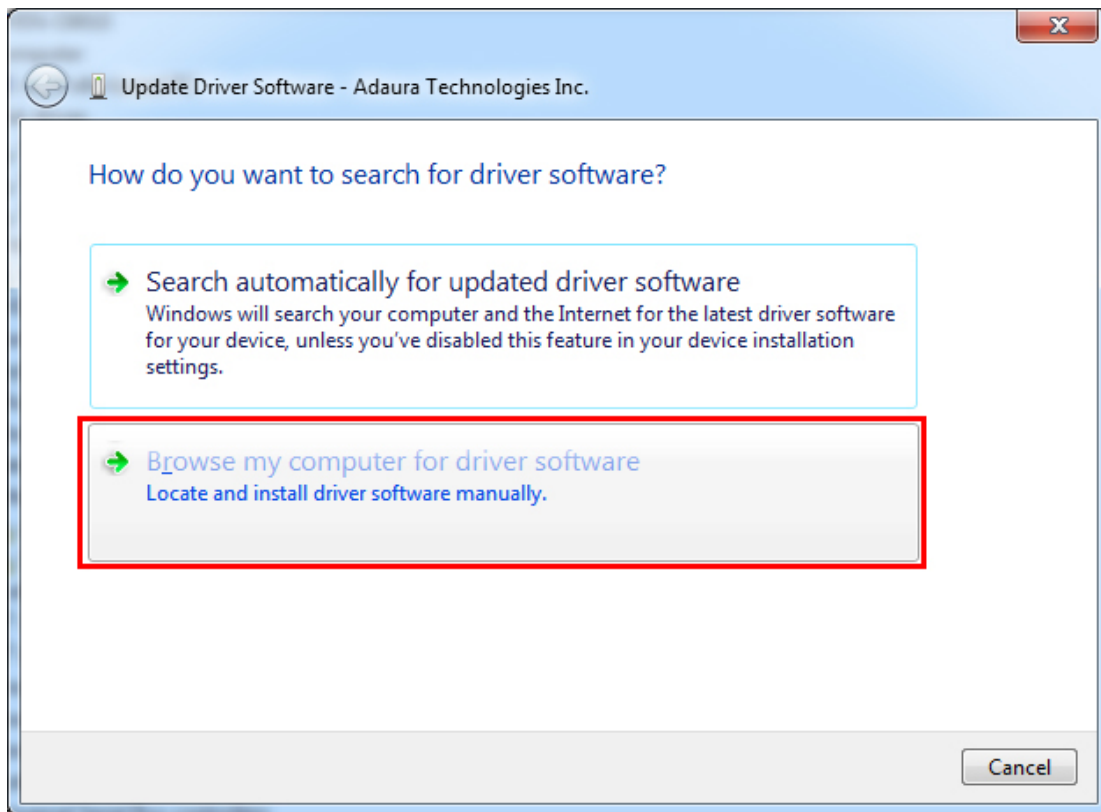 Update Driver Software - Adaura Technologies Inc.
How do you want to search for driver software?
Search automatically for updated driver software
Windows will search your computer and the Internet for the latest driver software
for your device, unless you've disabled this feature in your device installation
settings.
Browse my computer for driver software
Locate and install driver software manually.
Cancel